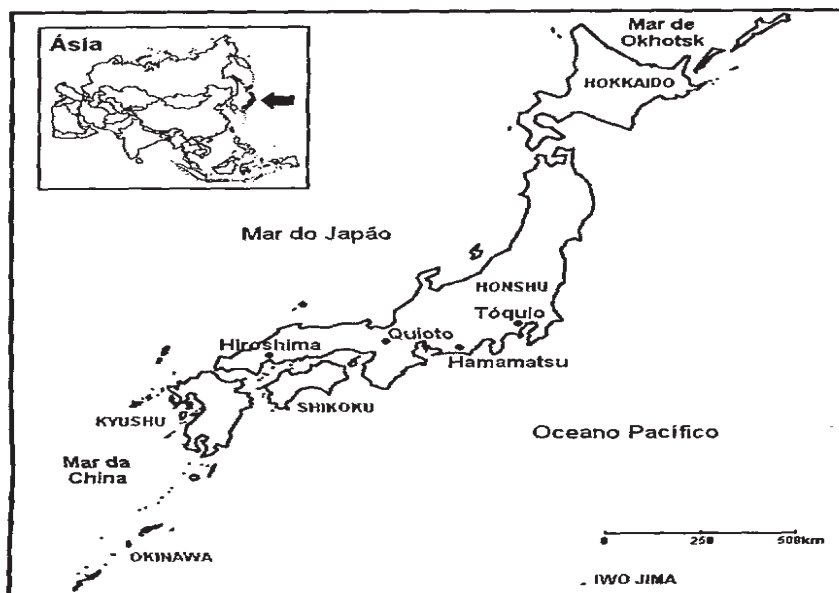 Ásia
Mar de
Okhotsk
HOKKAIDO
Mar do Japão
HONSHU
Tóquio
Quioto
Hiroshima
Hamamatsu
KYUSHU
SHIKOKU
Oceano Pacífico
Mar da
China
OKINAWA
0 250 500km
IWO JIMA